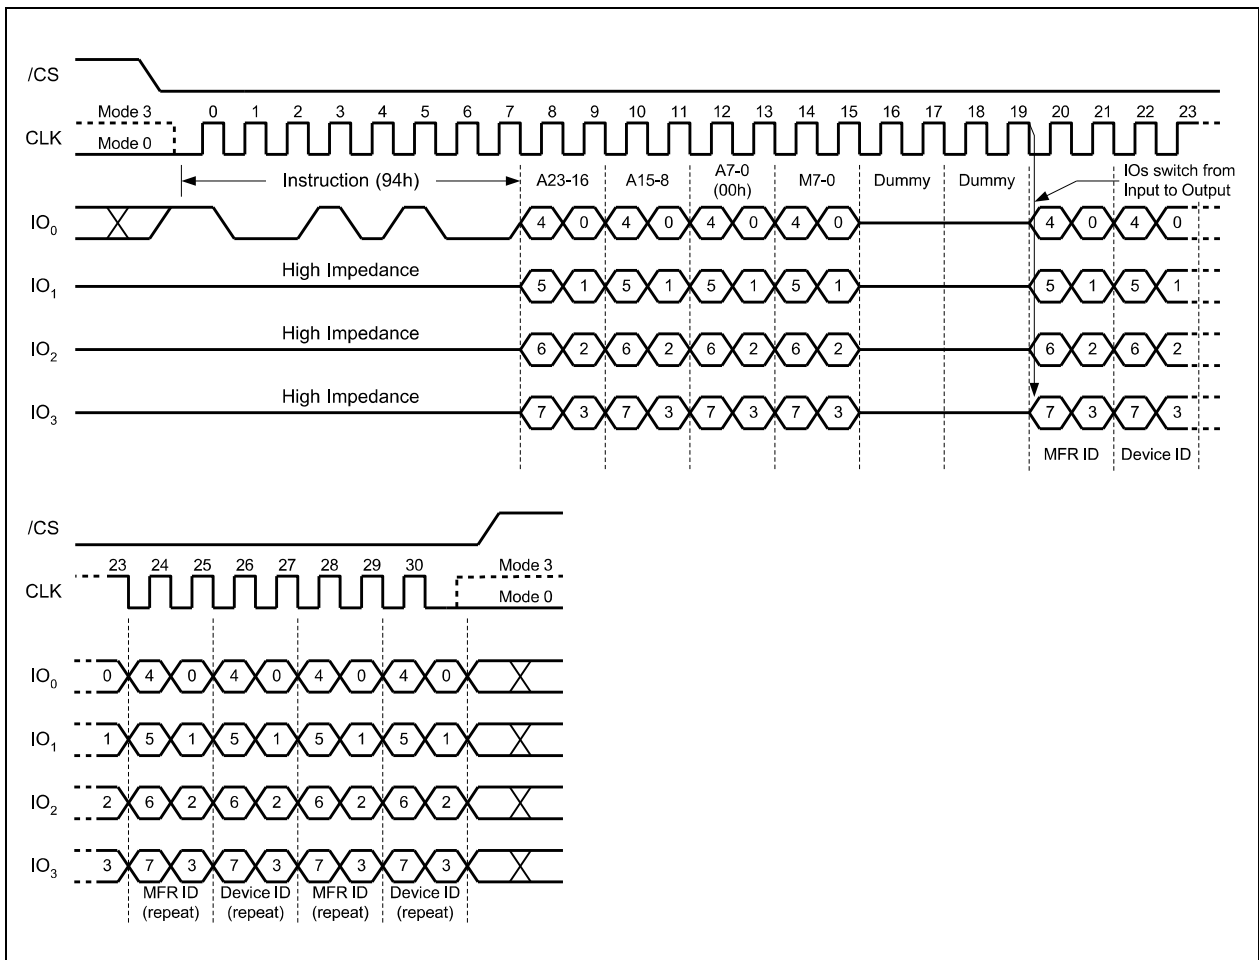 /CS
Mode 3 0 1 2 3 4 5 6 7 8 9 10 11 12 13 14 15 16 17 18 19 20 21 22 23
CLK
Mode 0
Instruction (94h) A23-16 A15-8 A7-0 M7-0 Dummy Dummy IOs switch from
(00h) Input to Output
IO0 4 0 4 0 4 0 4 0 4 0 4 0
High Impedance
IO1 5 1 5 1 5 1 5 1 5 1 5 1
High Impedance
IO2 6 2 6 2 6 2 6 2 6 2 6 2
High Impedance
IO3 7 3 7 3 7 3 7 3 7 3 7 3
MFR ID Device ID
/CS
23 24 25 26 27 28 29 30 Mode 3
CLK
Mode 0
IO0 0 4 0 4 0 4 0 4 0
IO1 1 5 1 5 1 5 1 5 1
IO2 2 6 2 6 2 6 2 6 2
IO3 3 7 3 7 3 7 3 7 3
MFR ID Device ID MFR ID Device ID
(repeat) (repeat) (repeat) (repeat)